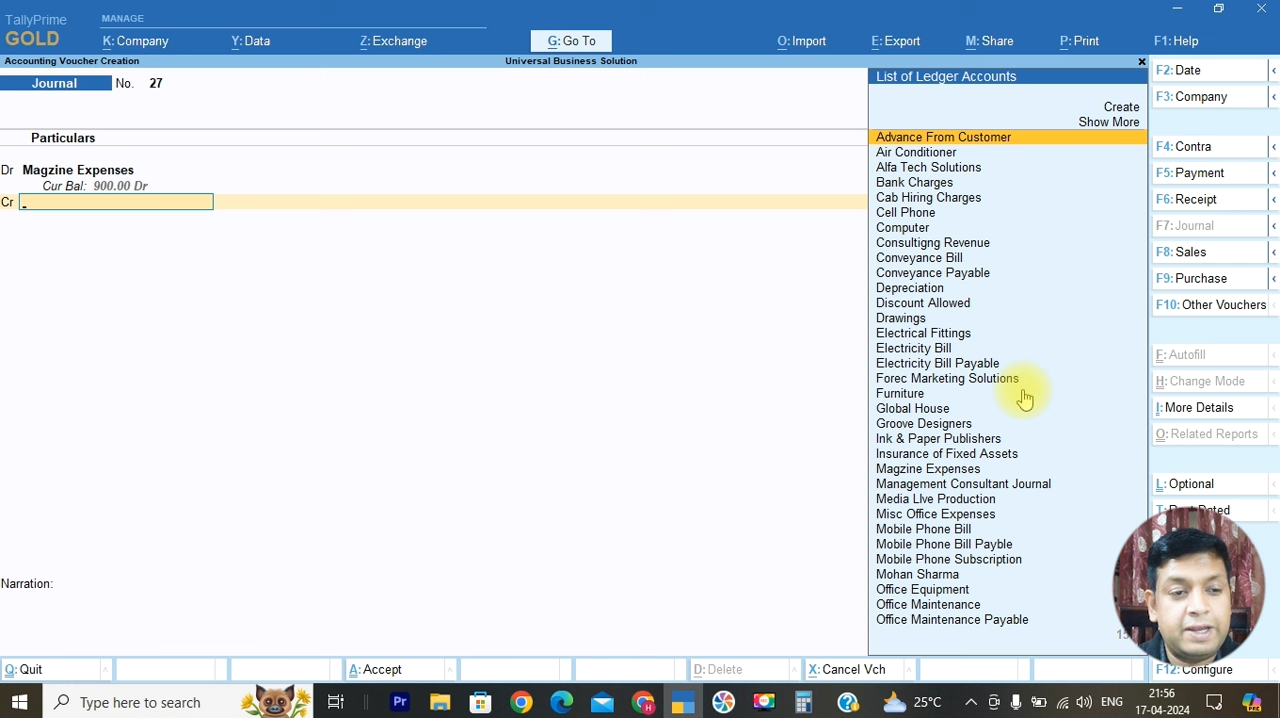 TallyPrime
GOLD
MANAGE
K: Company
Y: Data
Z: Exchange
G: Go To
O: Import
E: Export
M: Share
P: Print
F1: Help
Accounting Voucher Creation
Universal Business Solution
Journal
No. 27
Particulars
Dr Magzine Expenses
Cur Bal: 900.00 Dr
Cr
Narration:
List of Ledger Accounts
Create
Show More
Advance From Customer
Air Conditioner
Alfa Tech Solutions
Bank Charges
Cab Hiring Charges
Cell Phone
Computer
Consultigng Revenue
Conveyance Bill
Conveyance Payable
Depreciation
Discount Allowed
Drawings
Electrical Fittings
Electricity Bill
Electricity Bill Payable
Forec Marketing Solutions
Furniture
Global House
Groove Designers
Ink & Paper Publishers
Insurance of Fixed Assets
Magzine Expenses
Management Consultant Journal
Media LIve Production
Misc Office Expenses
Mobile Phone Bill
Mobile Phone Bill Payble
Mobile Phone Subscription
Mohan Sharma
Office Equipment
Office Maintenance
Office Maintenance Payable
F2: Date
F3: Company
F4: Contra
F5: Payment
F6: Receipt
F7: Journal
F8: Sales
F9: Purchase
F10: Other Vouchers
F: Autofill
H: Change Mode
I: More Details
O: Related Reports
L: Optional
Q: Quit
A: Accept
D: Delete
X: Cancel Vch
F12: Configure
Type here to search
Pr
25°C
ENG
21:56
17-04-2024